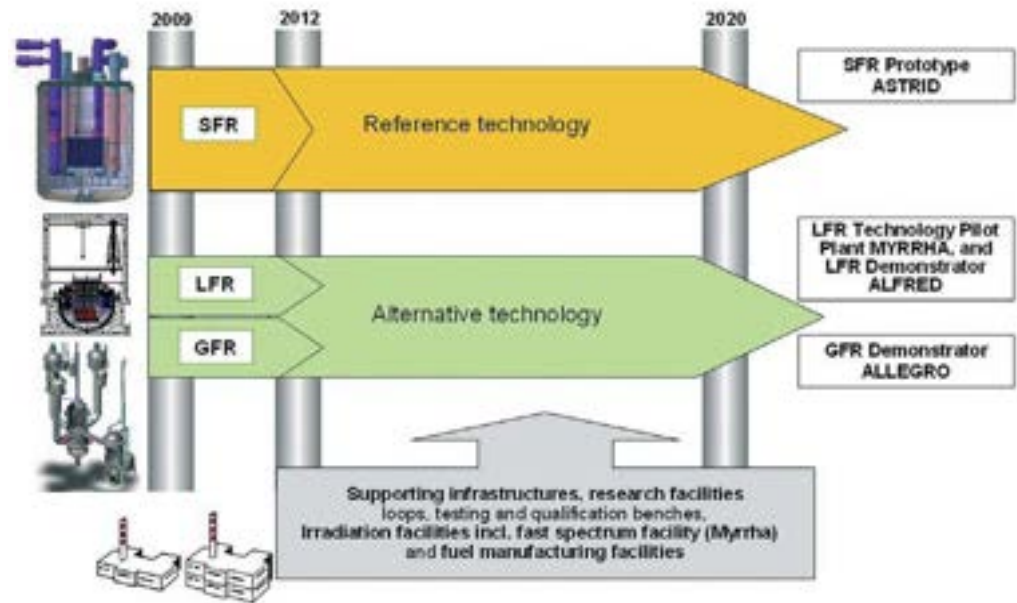 2009
2012
2020
SFR
Reference technology
SFR Prototype
ASTRID
LFR
GFR
Alternative technology
LFR Technology Pilot
Plant MYRRHA, and
LFR Demonstrator
ALFRED
GFR Demonstrator
ALLEGRO
Supporting infrastructures, research facilities
loops, testing and qualification benches,
Irradiation facilities incl. fast spectrum facility (Myrrha)
and fuel manufacturing facilities